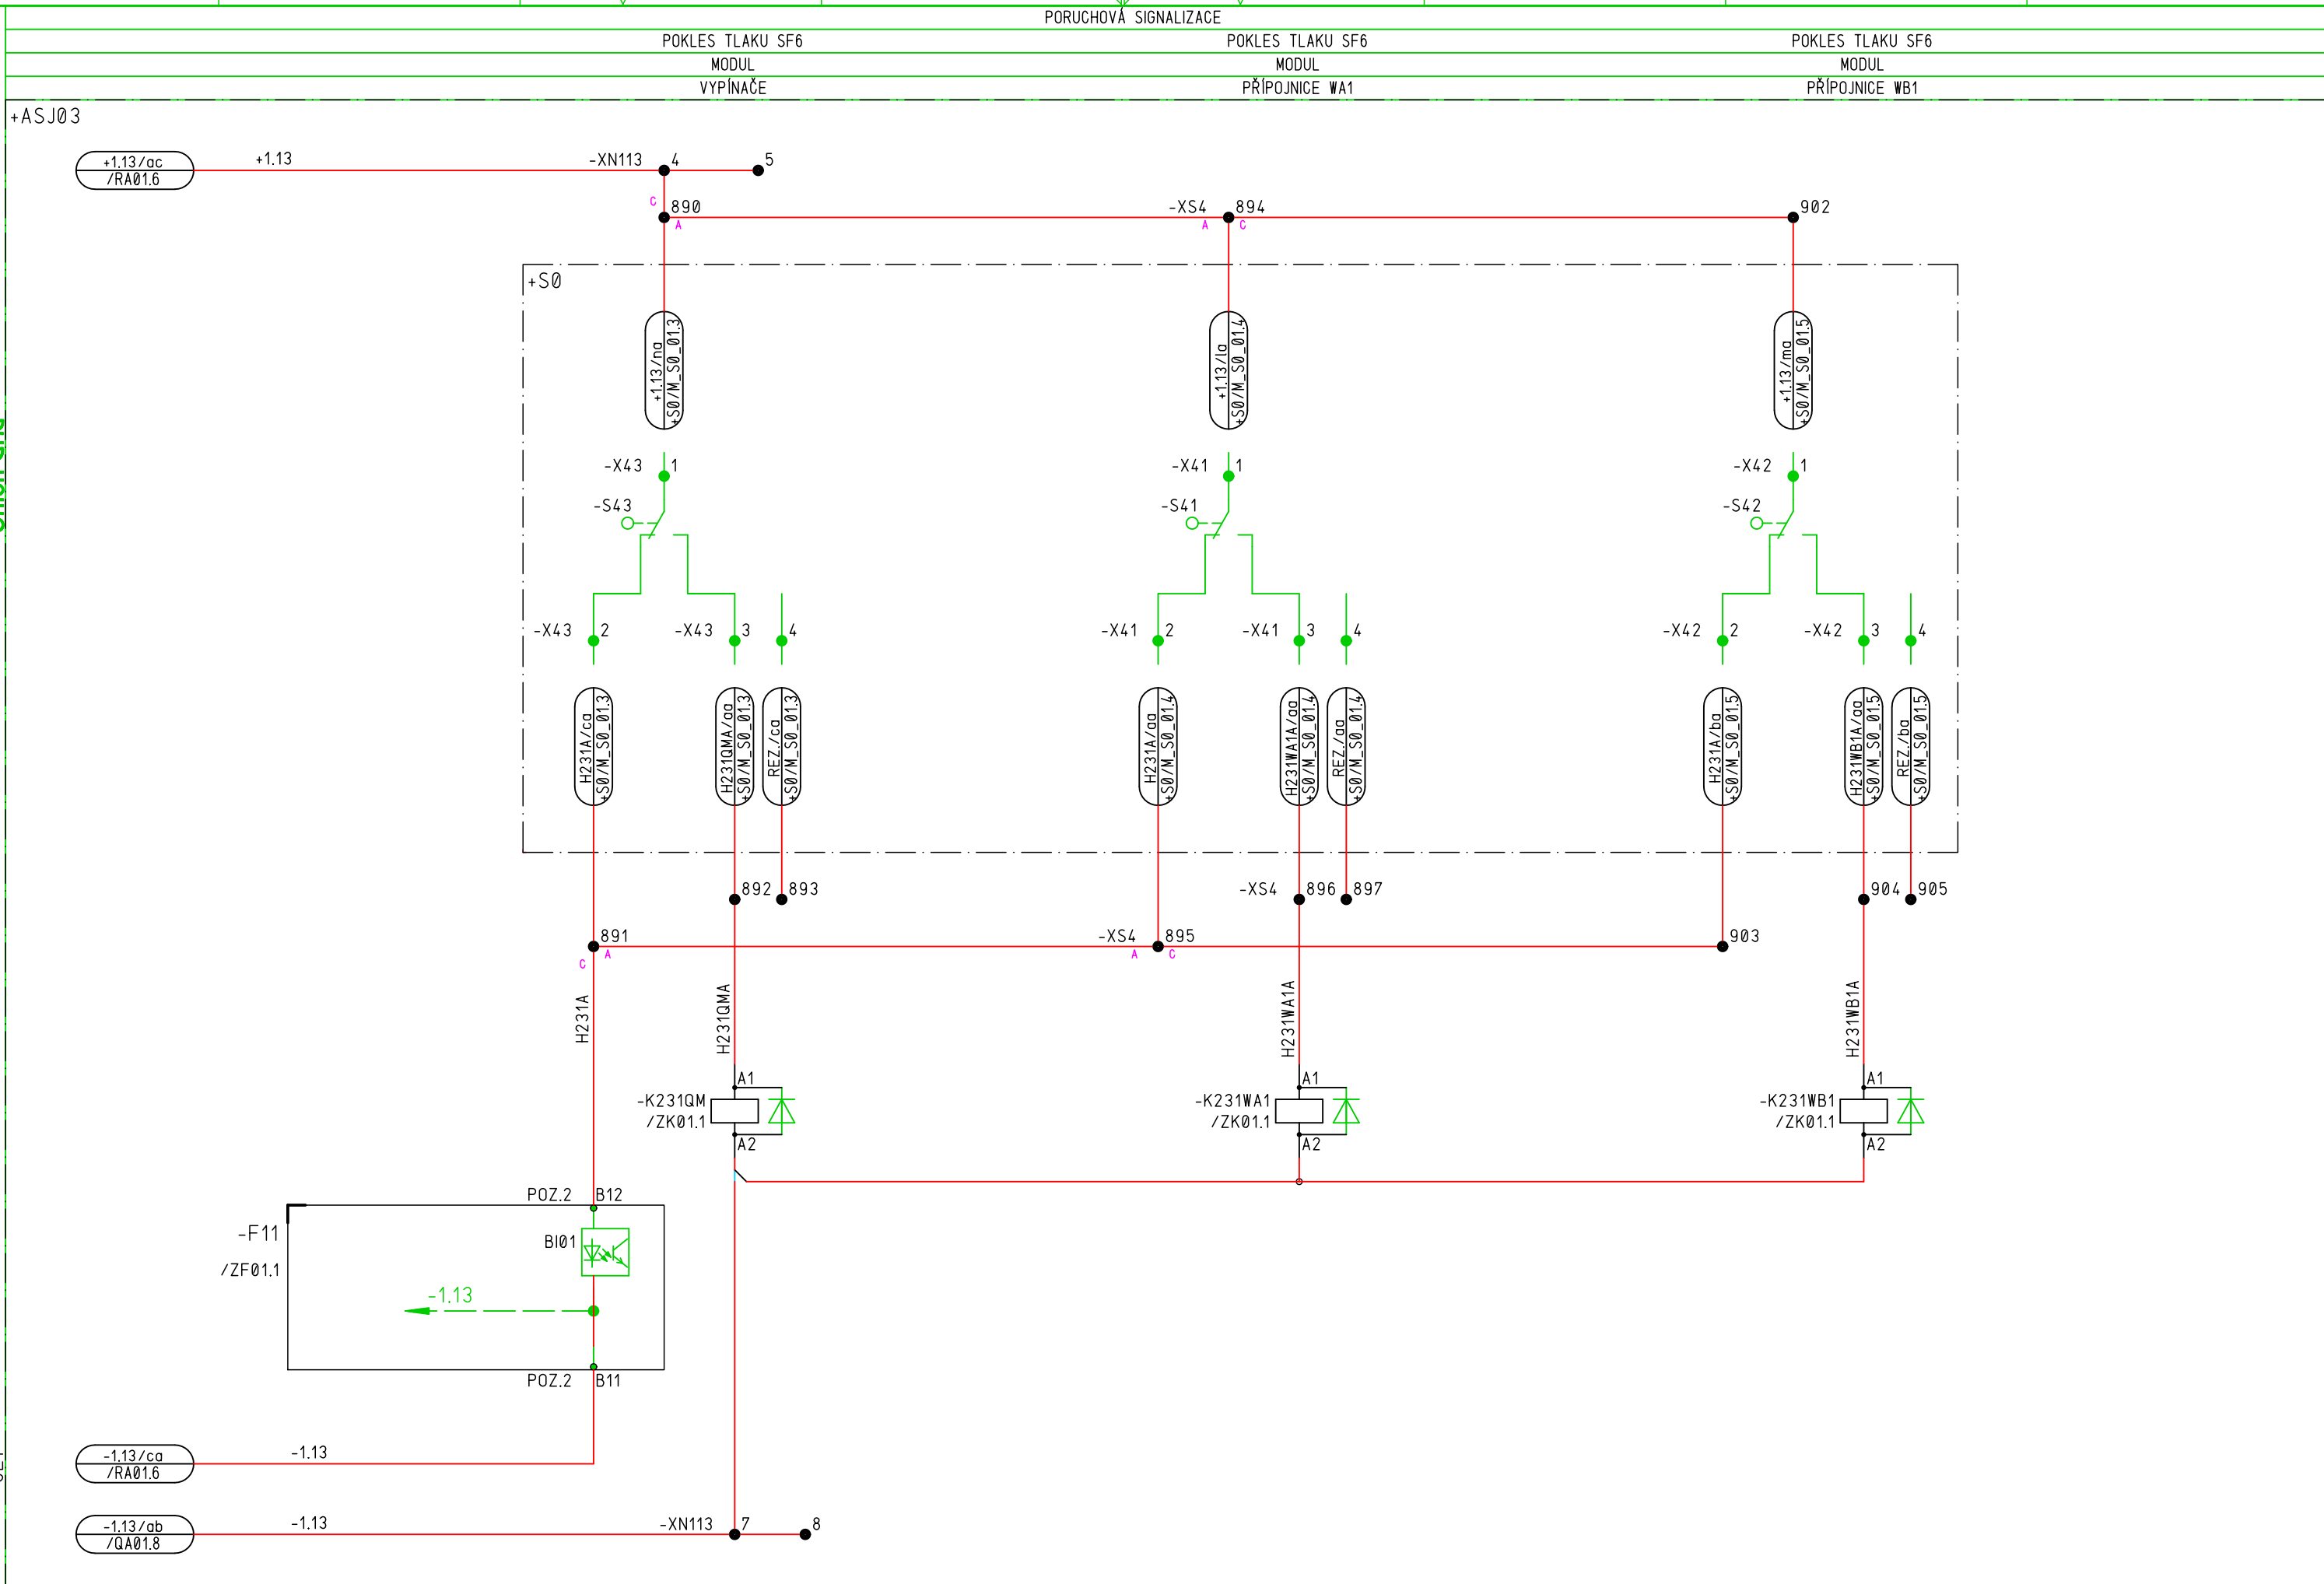 PORUCHOVÁ SIGNALIZACE
POKLES TLAKU SF6 POKLES TLAKU SF6 POKLES TLAKU SF6
MODUL MODUL MODUL
VYPÍNAČE PŘÍPOJNICE WA1 PŘÍPOJNICE WB1
+ASJ03
+1.13/ac +1.13 -XN113 4 5
/RA01.6
C 890 -XS4 894 902
A A C
+S0
+1.13/na +1.13/la +1.13/ma
+S0/M_S0_01.3 +S0/M_S0_01.4 +S0/M_S0_01.5
-X43 1 -X41 1 -X42 1
-S43 -S41 -S42
-X43 2 -X43 3 4 -X41 2 -X41 3 4 -X42 2 -X42 3 4
H231A/ca H231QMA/aa REZ./ca H231A/aa H231WA1A/aa REZ./aa H231A/ba H231WB1A/aa REZ./ba
+S0/M_S0_01.3 +S0/M_S0_01.3 +S0/M_S0_01.3 +S0/M_S0_01.4 +S0/M_S0_01.4 +S0/M_S0_01.4 +S0/M_S0_01.5 +S0/M_S0_01.5 +S0/M_S0_01.5
892 893 -XS4 896 897 904 905
891 -XS4 895 903
C A A C
H231A H231QMA H231WA1A H231WB1A
A1 A1 A1
-K231QM -K231WA1 -K231WB1
/ZK01.1 /ZK01.1 /ZK01.1
A2 A2 A2
POZ.2 B12
-F11
BI01
/ZF01.1
-1.13
POZ.2 B11
-1.13/ca -1.13
/RA01.6
-1.13/ab -1.13 -XN113 7 8
/QA01.8